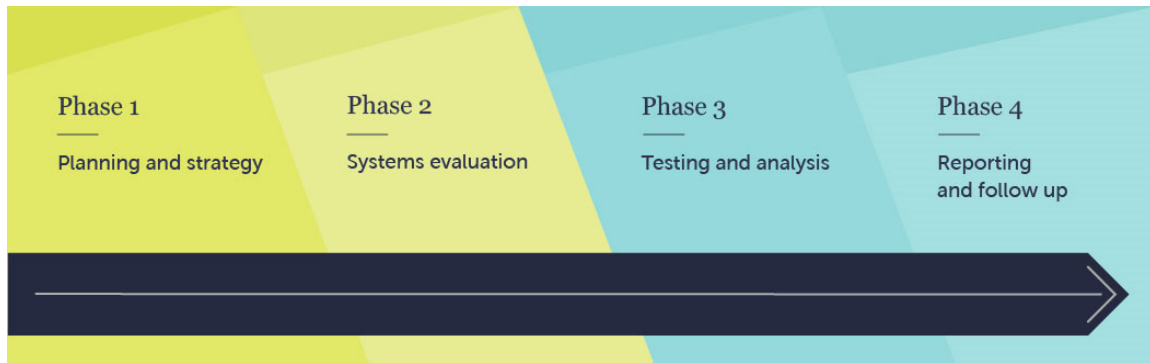 Phase 1
Planning and strategy
Phase 2
Systems evaluation
Phase 3
Testing and analysis
Phase 4
Reporting
and follow up